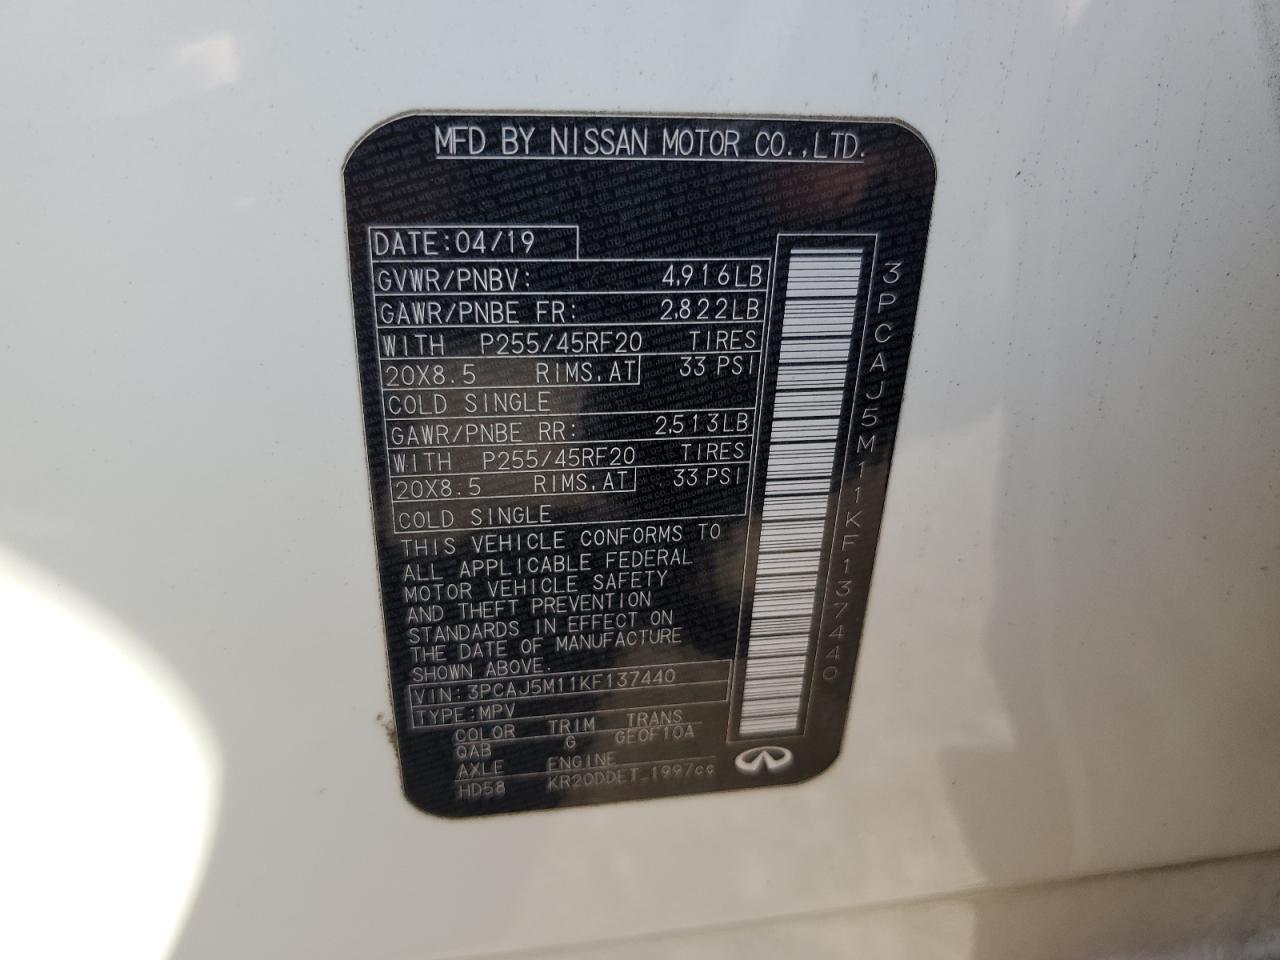 MFD BY NISSAN MOTOR CO.,LTD.
DATE:04/19
GVWR/PNBV: 4,916LB
GAWR/PNBE FR: 2,822LB
WITH P255/45RF20 TIRES
20X8.5 RIMS,AT 33 PSI
COLD SINGLE
GAWR/PNBE RR: 2,513LB
WITH P255/45RF20 TIRES
20X8.5 RIMS,AT 33 PSI
COLD SINGLE
THIS VEHICLE CONFORMS TO
ALL APPLICABLE FEDERAL
MOTOR VEHICLE SAFETY
AND THEFT PREVENTION
STANDARDS IN EFFECT ON
THE DATE OF MANUFACTURE
SHOWN ABOVE.
VIN:3PCAJ5M11KF137440
TYPE:MPV
COLOR TRIM TRANS
QAB G GE0F10A
AXLE ENGINE
HD58 KR20DDET 1997cc
3PCAJ5M11KF137440